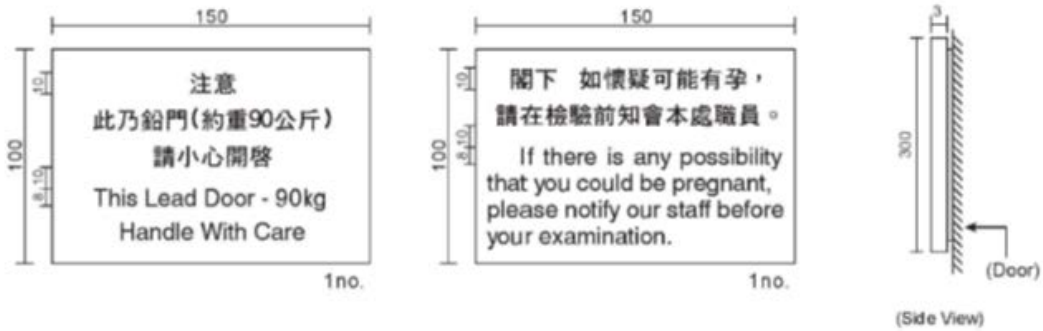 150
100
10
8 10
注意
此乃鉛門(約重90公斤)
請小心開啓
This Lead Door - 90kg
Handle With Care
1no.
150
100
10
8 10
閣下 如懷疑可能有孕，
請在檢驗前知會本處職員。
If there is any possibility
that you could be pregnant,
please notify our staff before
your examination.
1no.
3
300
(Door)
(Side View)